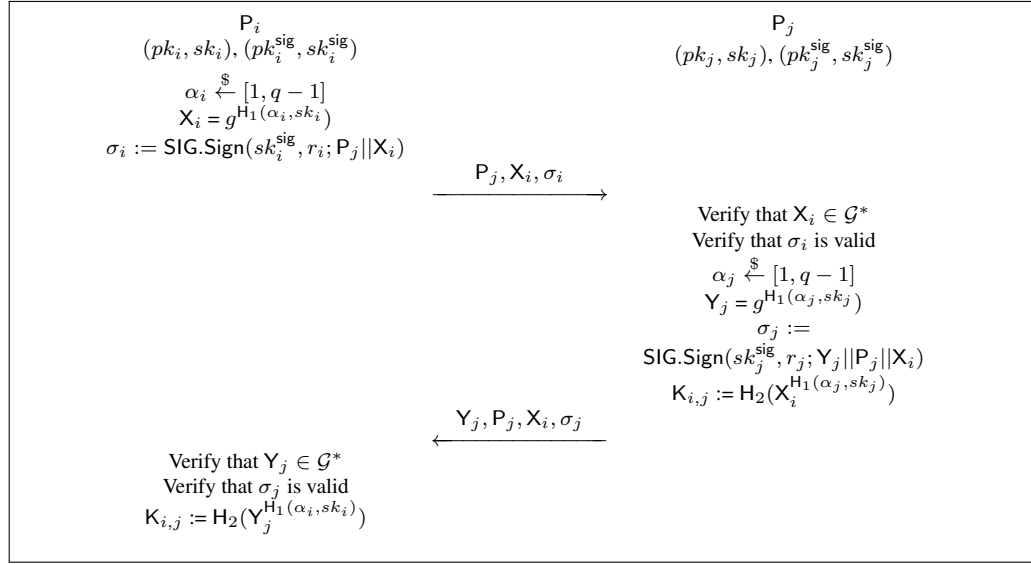 P_i P_j
(pk_i, sk_i), (pk_i^sig, sk_i^sig)
(pk_j, sk_j), (pk_j^sig, sk_j^sig)
α_i ←$ [1, q − 1]
X_i = g^{H_1(α_i, sk_i)}
σ_i := SIG.Sign(sk_i^sig, r_i; P_j||X_i)
P_j, X_i, σ_i
Verify that X_i ∈ G*
Verify that σ_i is valid
α_j ←$ [1, q − 1]
Y_j = g^{H_1(α_j, sk_j)}
σ_j :=
SIG.Sign(sk_j^sig, r_j; Y_j||P_j||X_i)
K_{i,j} := H_2(X_i^{H_1(α_j, sk_j)})
Y_j, P_j, X_i, σ_j
Verify that Y_j ∈ G*
Verify that σ_j is valid
K_{i,j} := H_2(Y_j^{H_1(α_i, sk_i)})